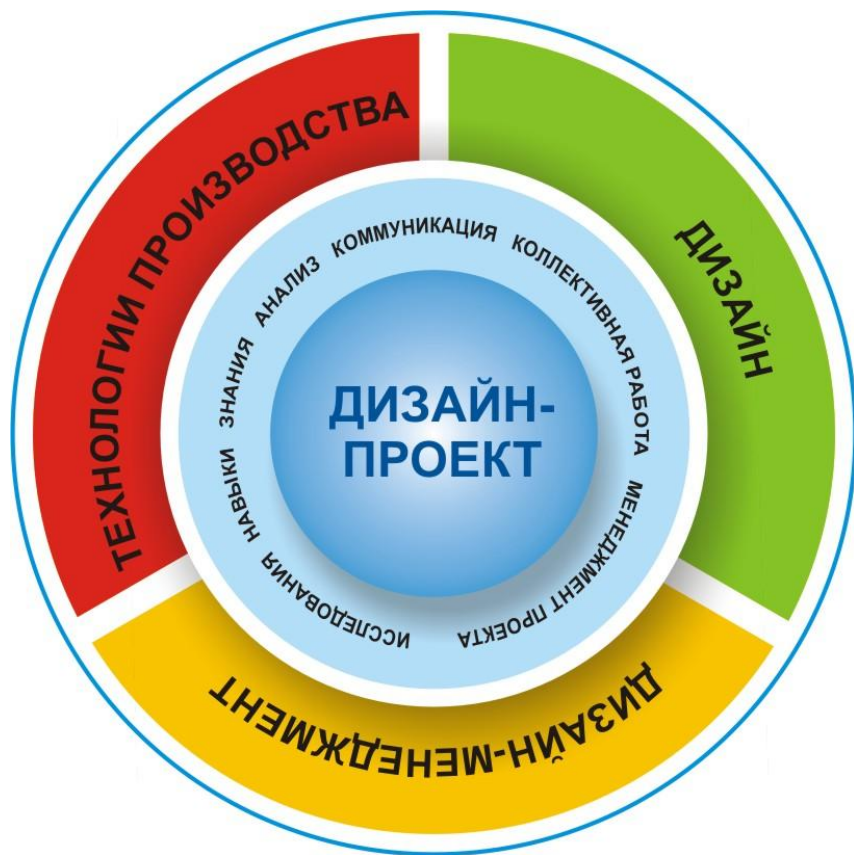 ТЕХНОЛОГИИ ПРОИЗВОДСТВА
ДИЗАЙН
ДИЗАЙН-МЕНЕДЖМЕНТ
ИССЛЕДОВАНИЯ НАВЫКИ ЗНАНИЯ АНАЛИЗ КОММУНИКАЦИЯ КОЛЛЕКТИВНАЯ РАБОТА МЕНЕДЖМЕНТ ПРОЕКТА
ДИЗАЙН-
ПРОЕКТ